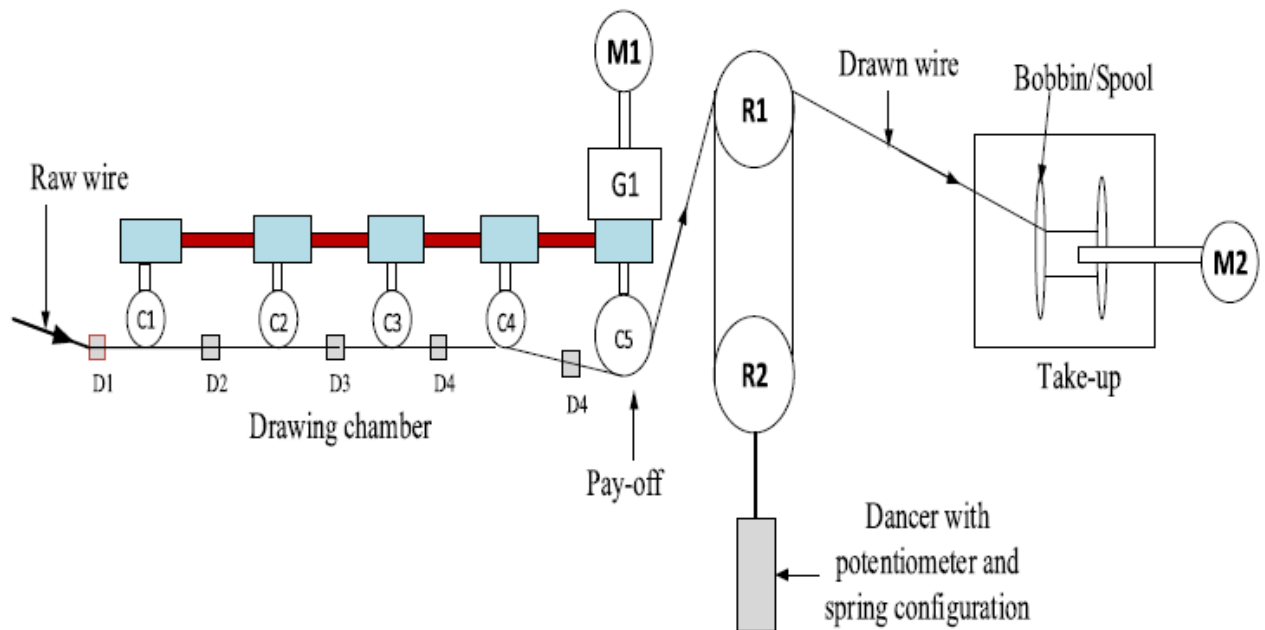 M1
Drawn wire
Bobbin/Spool
R1
Raw wire
G1
M2
C1
C2
C3
C4
C5
D1
D2
D3
D4
D4
R2
Take-up
Drawing chamber
Pay-off
Dancer with
potentiometer and
spring configuration